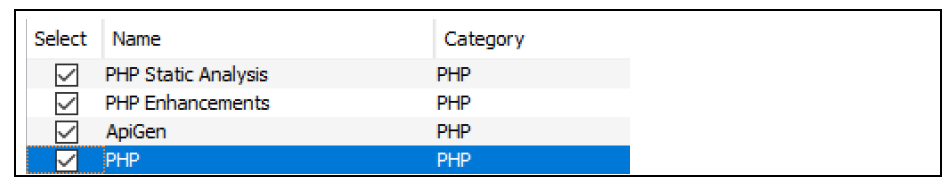 Select Name Category
PHP Static Analysis PHP
PHP Enhancements PHP
ApiGen PHP
PHP PHP